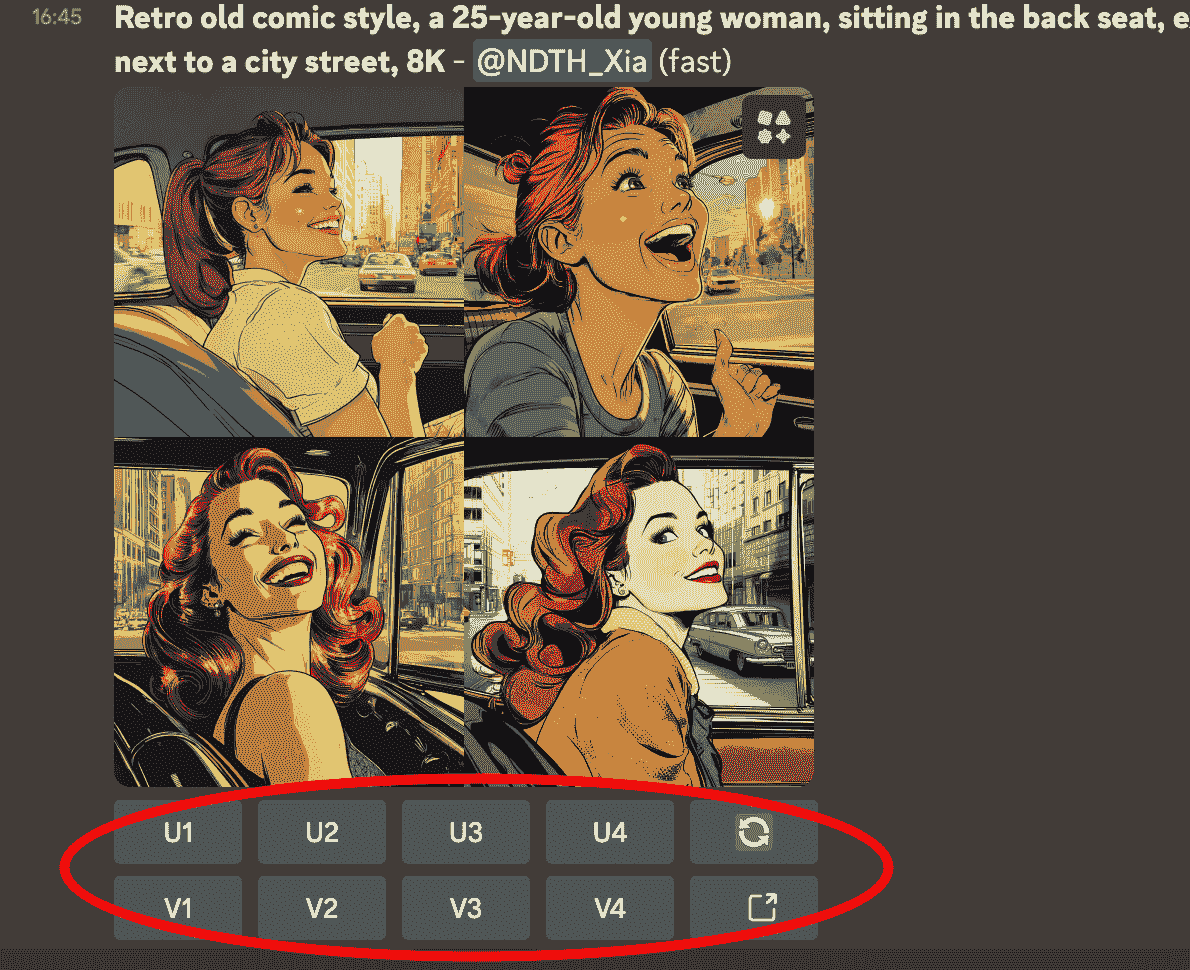 16:45 Retro old comic style, a 25-year-old young woman, sitting in the back seat,
next to a city street, 8K - @NDTH_Xia (fast)
U1 U2 U3 U4
V1 V2 V3 V4